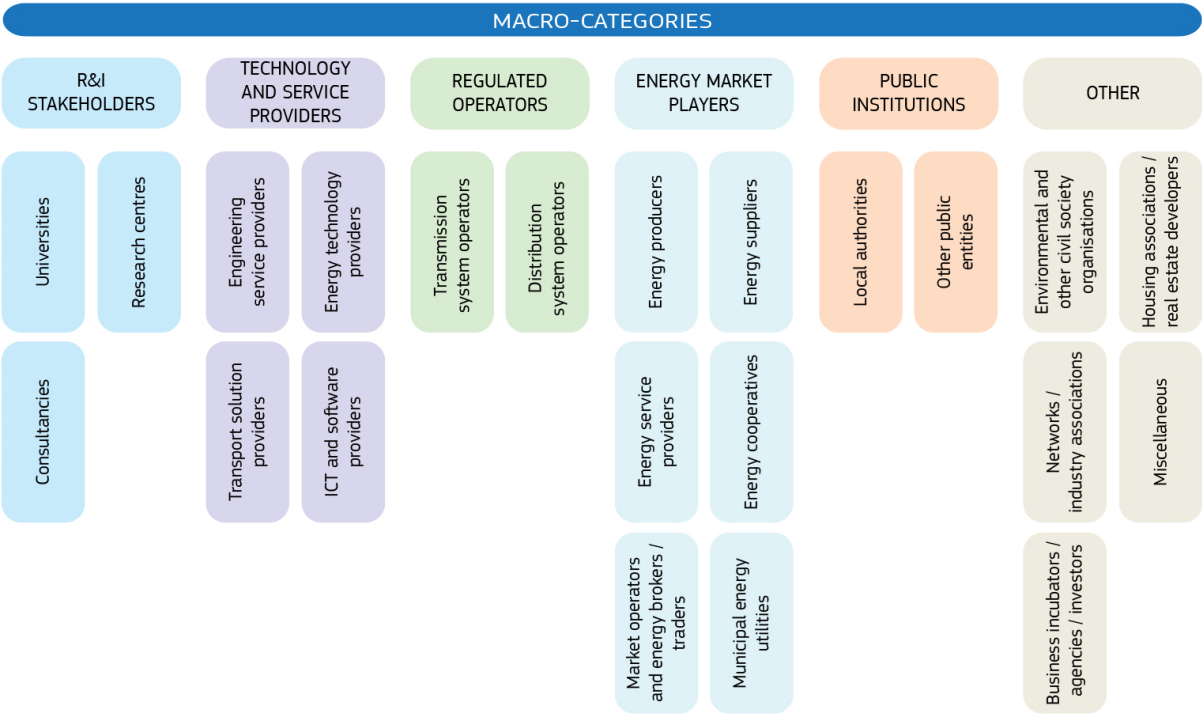 MACRO-CATEGORIES
R&I
STAKEHOLDERS
TECHNOLOGY
AND SERVICE
PROVIDERS
REGULATED
OPERATORS
ENERGY MARKET
PLAYERS
PUBLIC
INSTITUTIONS
OTHER
Universities
Research centres
Engineering
service providers
Energy technology
providers
Transmission
system operators
Distribution
system operators
Energy producers
Energy suppliers
Local authorities
Other public
entities
Environmental and
other civil society
organisations
Housing associations /
real estate developers
Consultancies
Transport solution
providers
ICT and software
providers
Energy service
providers
Energy cooperatives
Networks /
industry associations
Miscellaneous
Market operators
and energy brokers /
traders
Municipal energy
utilities
Business incubators /
agencies / investors